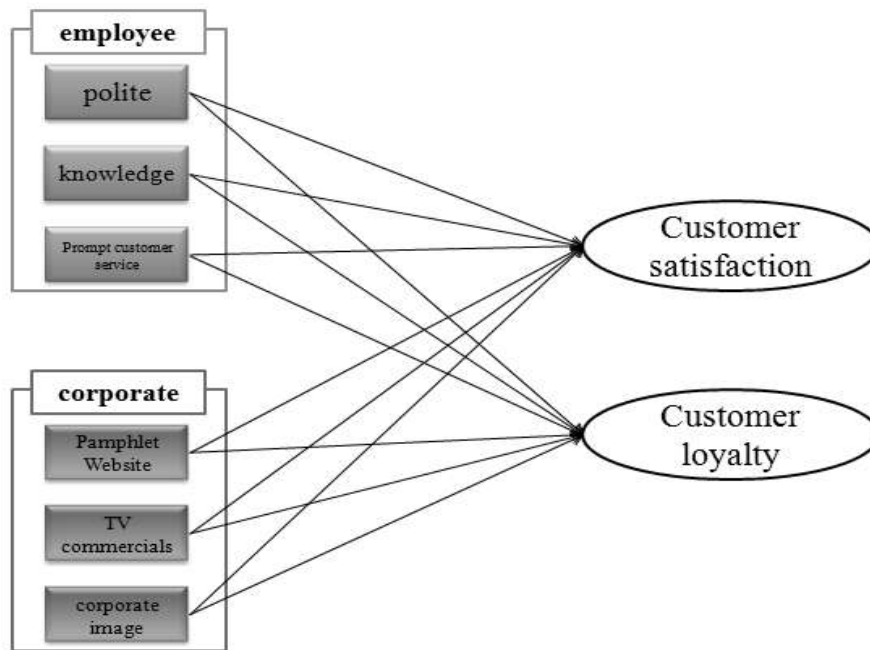 employee
polite
knowledge
Prompt customer
service
Customer
satisfaction
corporate
Pamphlet
Website
TV
commercials
corporate
image
Customer
loyalty